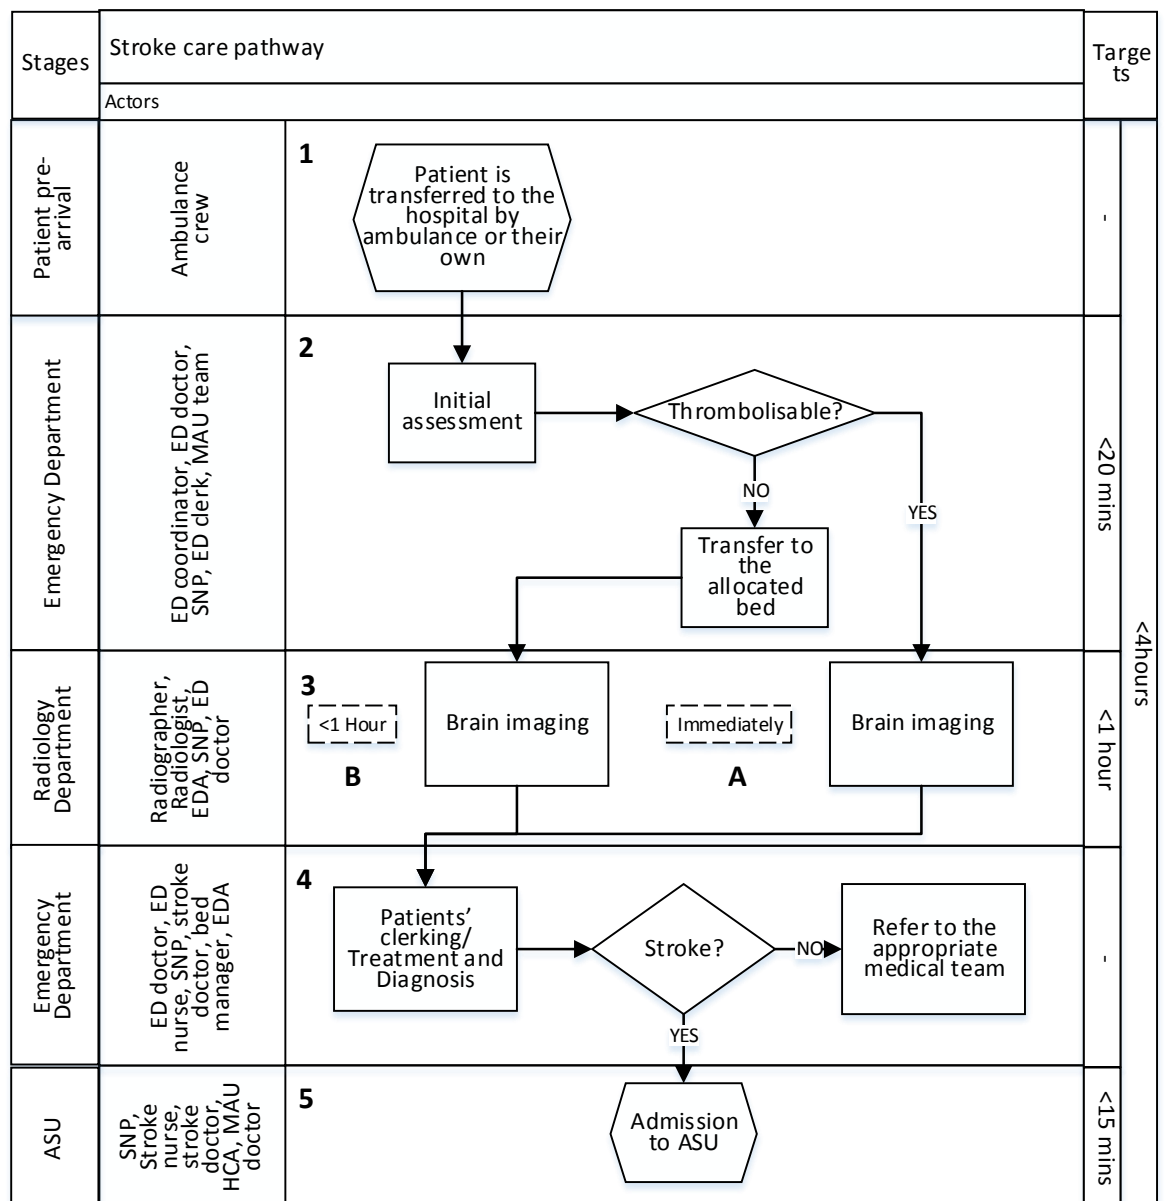 Stages
Stroke care pathway
Targe
ts
Actors
Patient pre-
arrival
Ambulance
crew
1
Patient is
transferred to the
hospital by
ambulance or their
own
-
Emergency Department
ED coordinator, ED doctor,
SNP, ED derk, MAU team
2
Initial
assessment
Thrombolisable?
NO
YES
Transfer to
the
allocated
bed
<20 mins
<4hours
Radiology
Department
Radiographer,
Radiologist,
EDA, SNP, ED
doctor
3
<1 Hour
B
Brain imaging
Immediately
A
Brain imaging
<1 hour
Emergency
Department
ED doctor, ED
nurse, SNP, stroke
doctor, bed
manager, EDA
4
Patients’
clerking/
Treatment and
Diagnosis
Stroke?
NO
Refer to the
appropriate
medical team
YES
-
ASU
SNP,
Stroke
nurse,
stroke
doctor,
HCA, MAU
doctor
5
Admission
to ASU
<15 mins